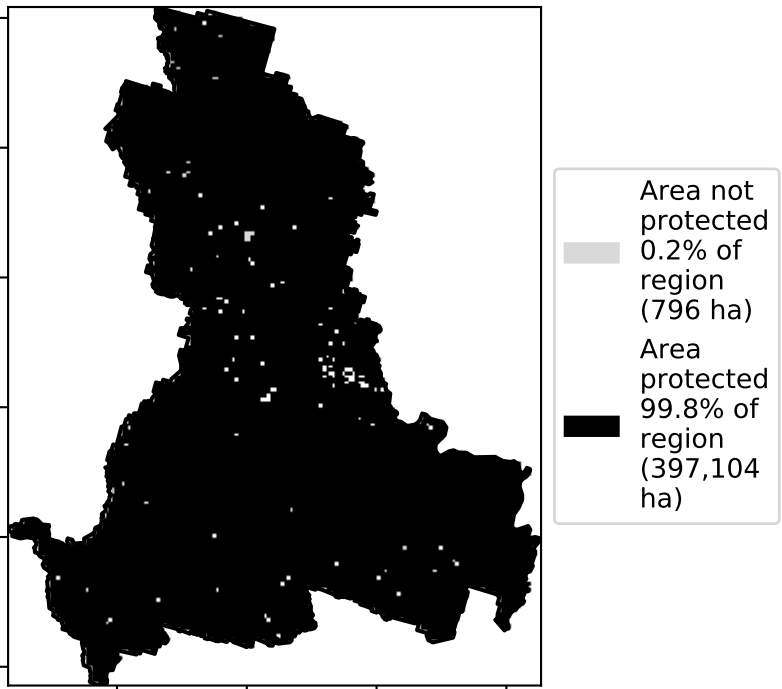 Area not
protected
0.2% of
region
(796 ha)
Area
protected
99.8% of
region
(397,104
ha)